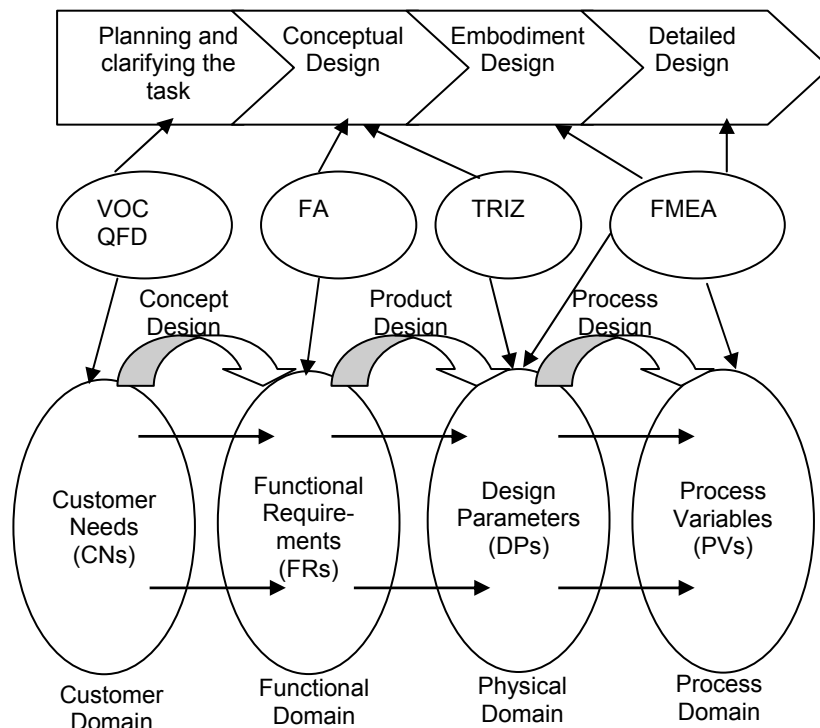 Planning and
clarifying the
task
Conceptual
Design
Embodiment
Design
Detailed
Design
VOC
QFD
FA
TRIZ
FMEA
Concept
Design
Product
Design
Process
Design
Customer
Needs
(CNs)
Functional
Require-
ments
(FRs)
Design
Parameters
(DPs)
Process
Variables
(PVs)
Customer
Domain
Functional
Domain
Physical
Domain
Process
Domain